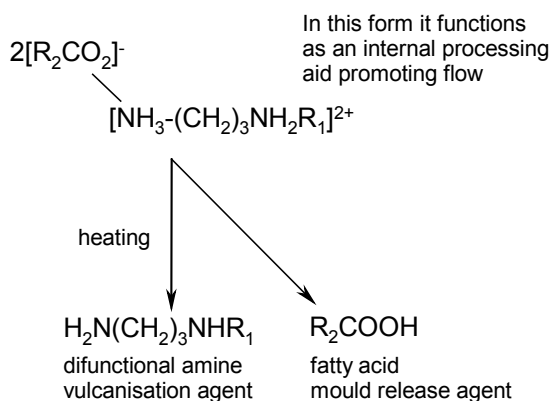 In this form it functions
as an internal processing
aid promoting flow
2[R₂CO₂]⁻
[NH₃-(CH₂)₃NH₂R₁]²⁺
heating
H₂N(CH₂)₃NHR₁
difunctional amine
vulcanisation agent
R₂COOH
fatty acid
mould release agent